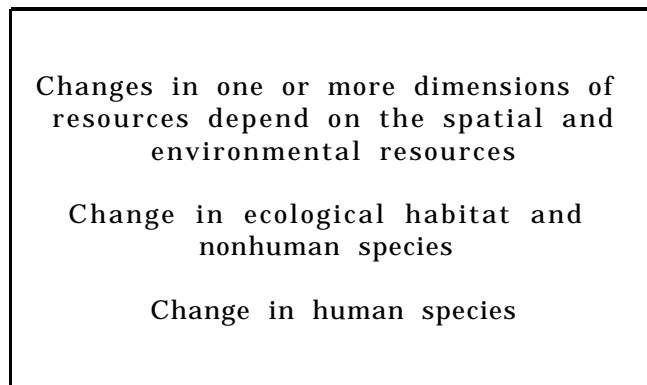 Changes in one or more dimensions of
resources depend on the spatial and
environmental resources
Change in ecological habitat and
nonhuman species
Change in human species